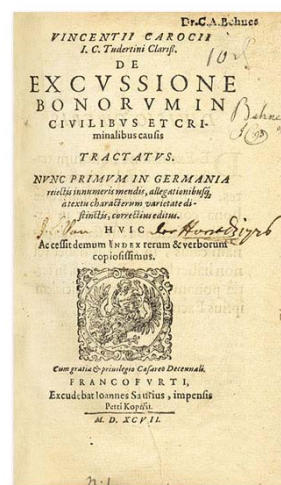 Dr.C.A.Behnes
VINCENTII CAROCII
I. C. Tudertini Clariß.
DE
EXCVSSIONE
BONORVM IN
CIVILIBVS ET CRI-
minalibus causis
TRACTATVS.
NVNC PRIMVM IN GERMANIA
reiectis innumeris mendis, allegationibusq́;
à textu characterum varietate di-
stinctis, correctius editus.
HVIC
Accessit demum INDEX rerum & verborum
copiosissimus.
Cum gratia & priuilegio Cæsareo Decennali.
FRANCOFVRTI,
Excudebat Ioannes Saurius, impensis
Petri Kopffii.
M. D. XCVII.